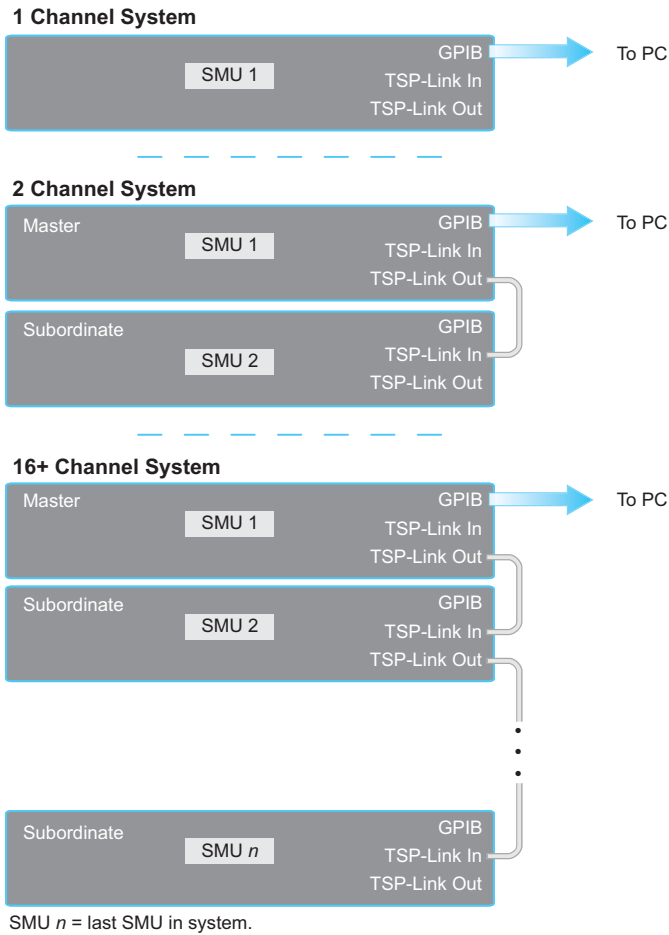 1 Channel System
GPIB
To PC
SMU 1
TSP-Link In
TSP-Link Out
2 Channel System
Master
GPIB
To PC
SMU 1
TSP-Link In
TSP-Link Out
Subordinate
GPIB
SMU 2
TSP-Link In
TSP-Link Out
16+ Channel System
Master
GPIB
To PC
SMU 1
TSP-Link In
TSP-Link Out
Subordinate
GPIB
SMU 2
TSP-Link In
TSP-Link Out
Subordinate
GPIB
SMU n
TSP-Link In
TSP-Link Out
SMU n = last SMU in system.